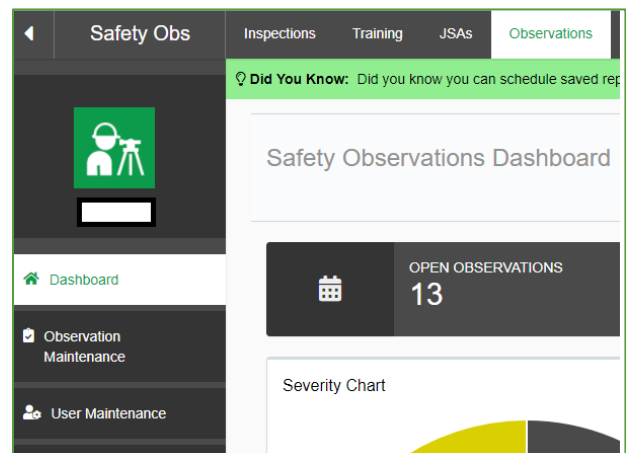 Safety Obs
Inspections Training JSAs Observations
Did You Know: Did you know you can schedule saved
Safety Observations Dashboard
Dashboard
OPEN OBSERVATIONS
13
Observation
Maintenance
Severity Chart
User Maintenance